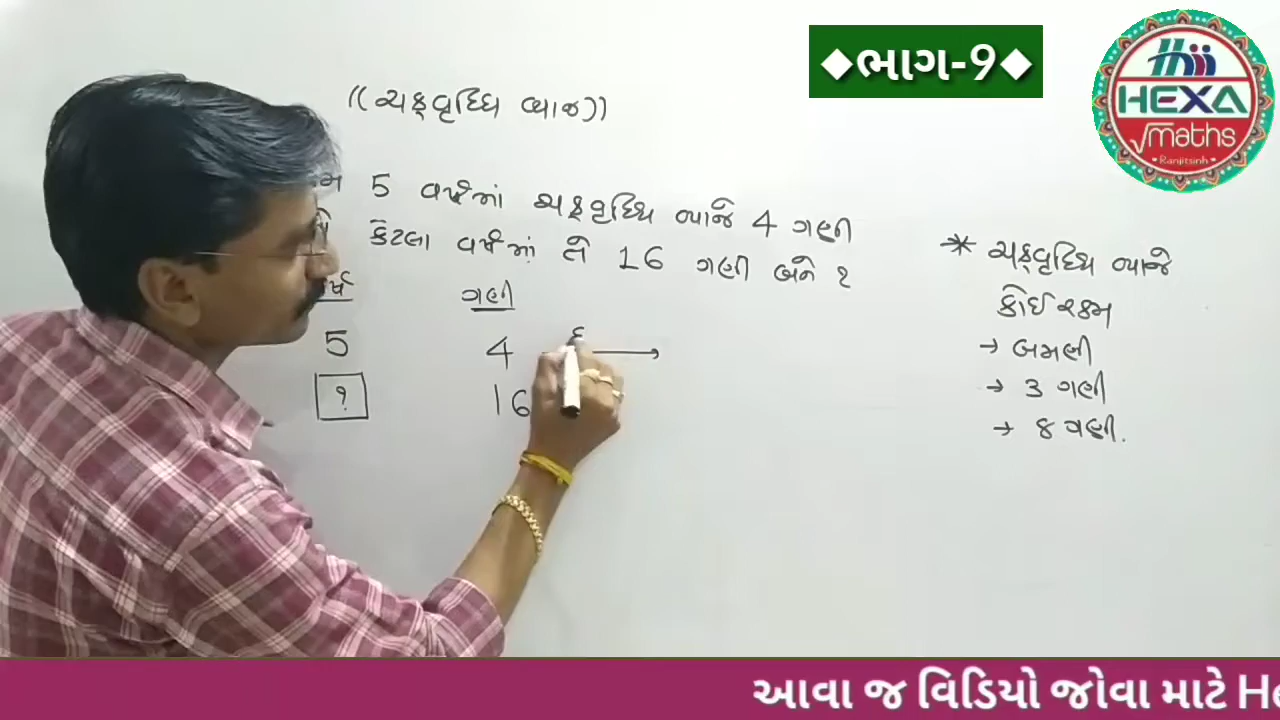 ◆ભાગ-9◆
HEXA
√maths
Ranjitsinh
((ચક્રવૃધ્ધિ વ્યાજ))
5 વર્ષમાં ચક્રવૃધ્ધિ વ્યાજે 4 ગણી
કેટલા વર્ષમાં તે 16 ગણી બને ?
ગણી
5 4
? 16
* ચક્રવૃધ્ધિ વ્યાજે
કોઈ રકમ
→ બમણી
→ 3 ગણી
→ 8 ગણી.
આવા જ વિડિયો જોવા માટે